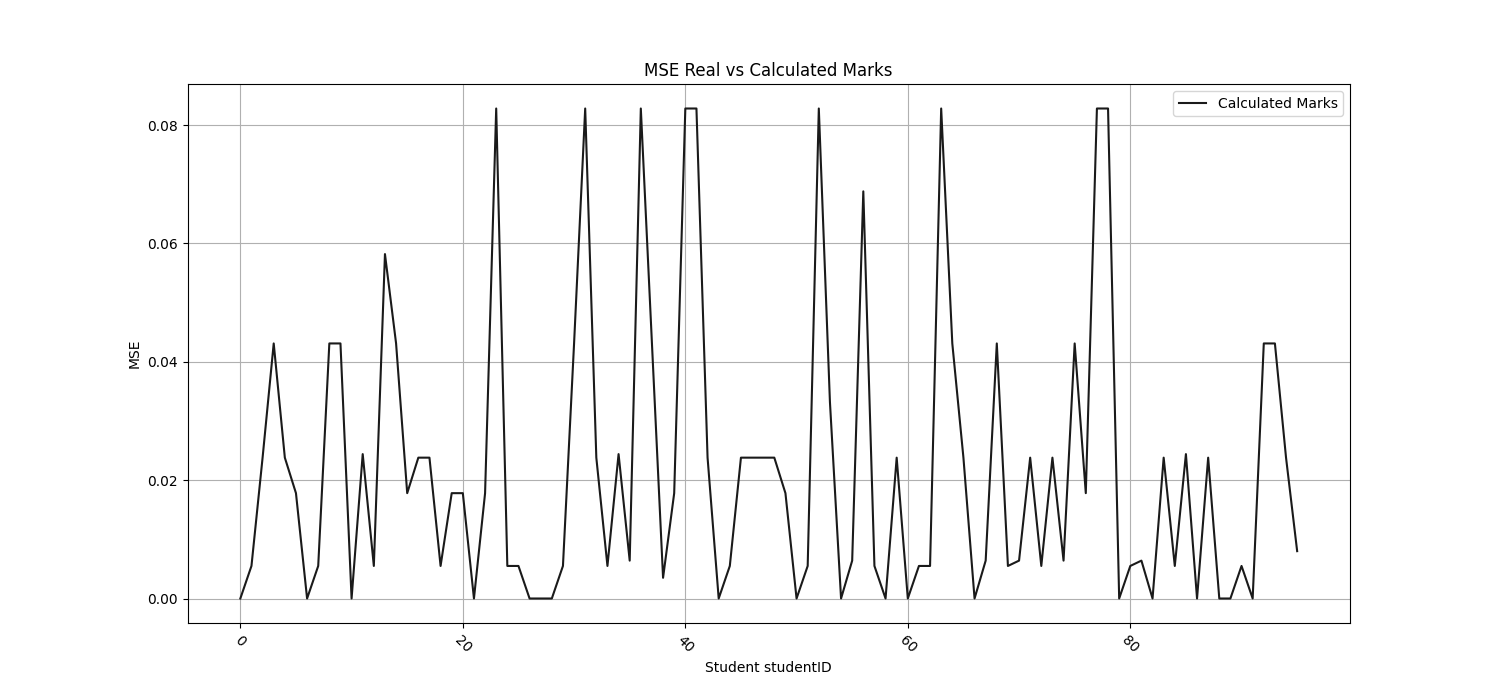 MSE Real vs Calculated Marks
Calculated Marks
0.08
0.06
0.04
0.02
0.00
MSE
0 20 40 60 80
Student studentID